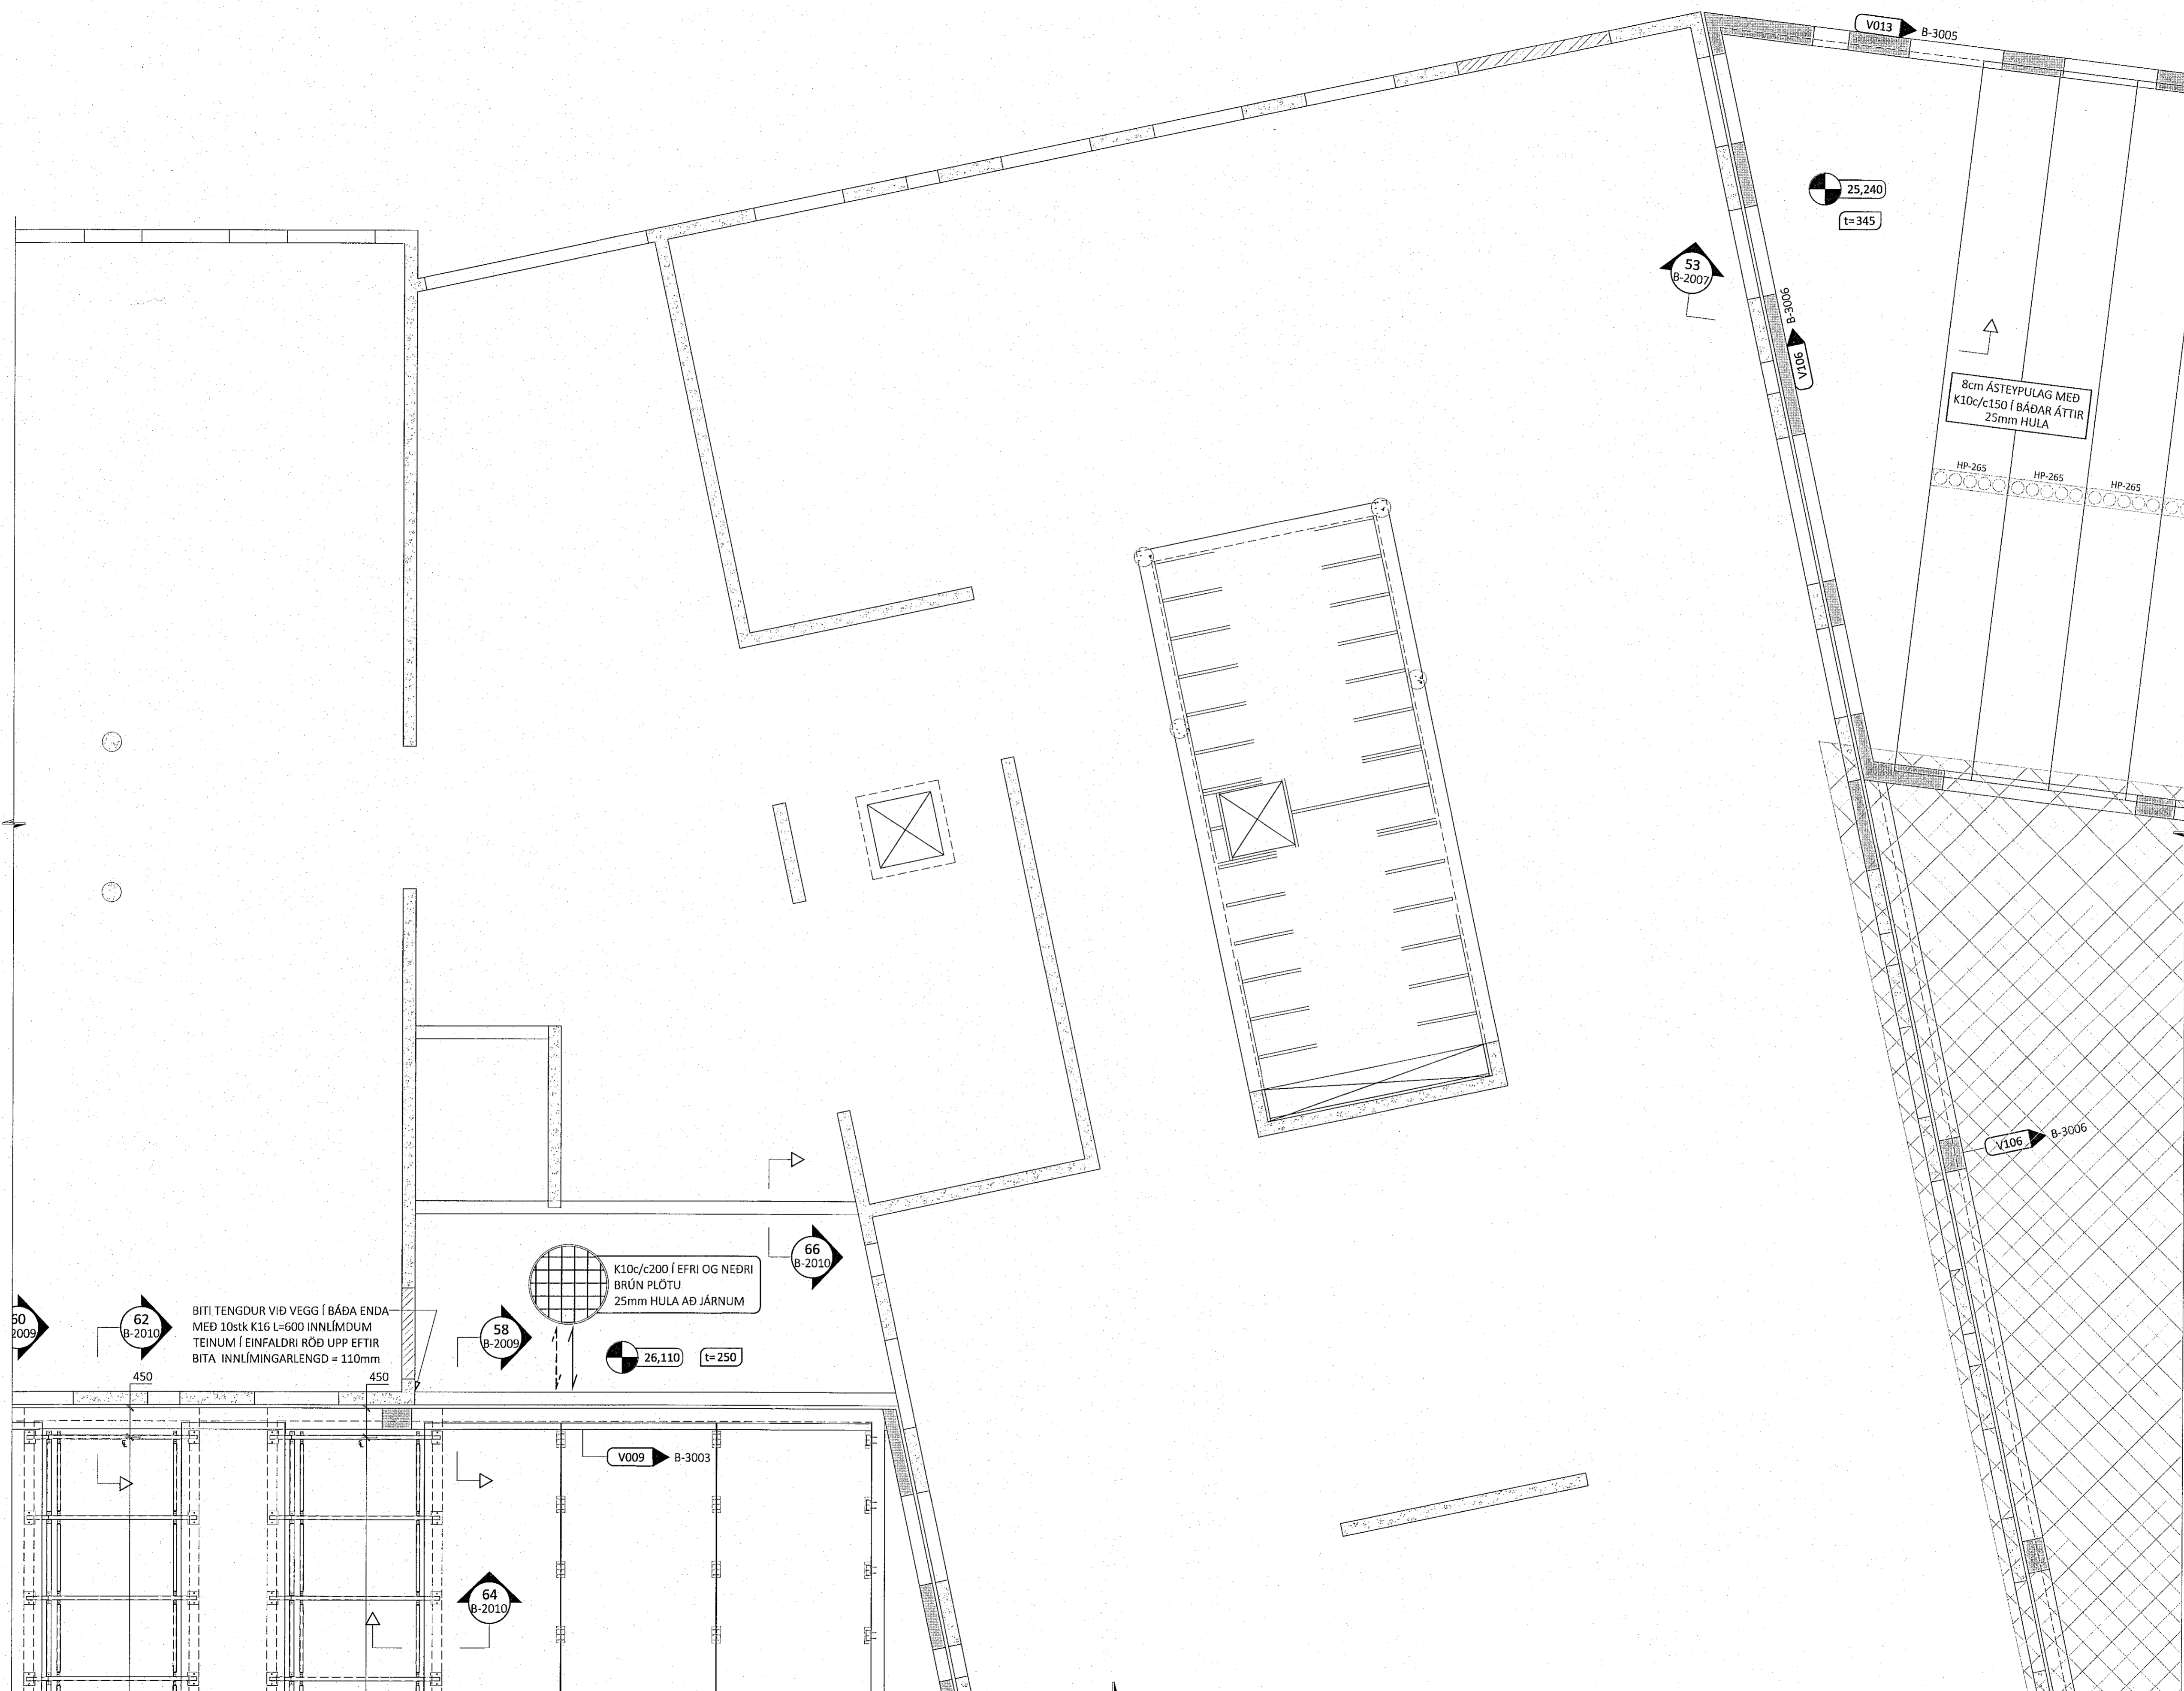 V013 B-3005
25,240
t=345
53
B-2007
B-3006
V106
8cm ÁSTEYPULAG MEÐ
K10c/c150 Í BÁÐAR ÁTTIR
25mm HULA
HP-265
HP-265
HP-265
V106 B-3006
66
B-2010
K10c/c200 Í EFRI OG NEÐRI
BRÚN PLÖTU
25mm HULA AÐ JÁRNUM
60
2009
62
B-2010
BITI TENGDUR VIÐ VEGG Í BÁÐA ENDA
MEÐ 10stk K16 L=600 INNLÍMDUM
TEINUM Í EINFALDRI RÖÐ UPP EFTIR
BITA INNLÍMINGARLENGD = 110mm
58
B-2009
26,110
t=250
450
450
V009 B-3003
64
B-2010